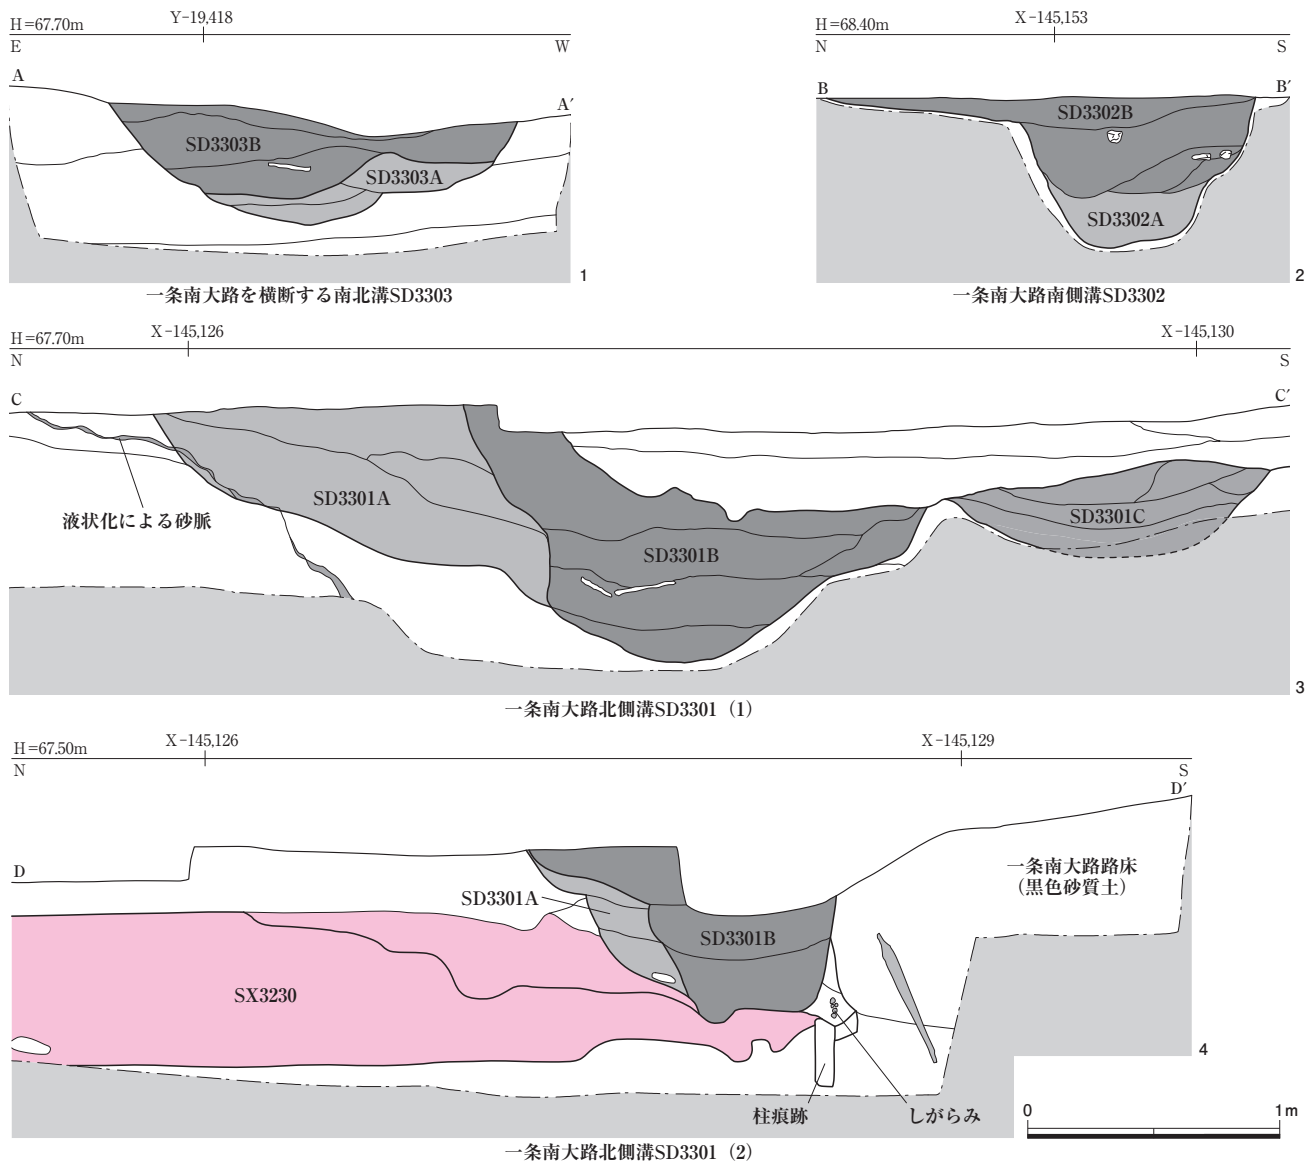 H=67.70m
Y-19,418
E
W
A
A′
SD3303B
SD3303A
1
一条南大路を横断する南北溝SD3303
H=68.40m
X-145,153
N
S
B
B′
SD3302B
SD3302A
2
一条南大路南側溝SD3302
H=67.70m
X-145,126
X-145,130
N
S
C
C′
SD3301A
液状化による砂脈
SD3301B
SD3301C
3
一条南大路北側溝SD3301（1）
H=67.50m
X-145,126
X-145,129
N
S
D′
D
一条南大路路床
（黒色砂質土）
SD3301A
SD3301B
SX3230
4
柱痕跡
しがらみ
0
1m
一条南大路北側溝SD3301（2）